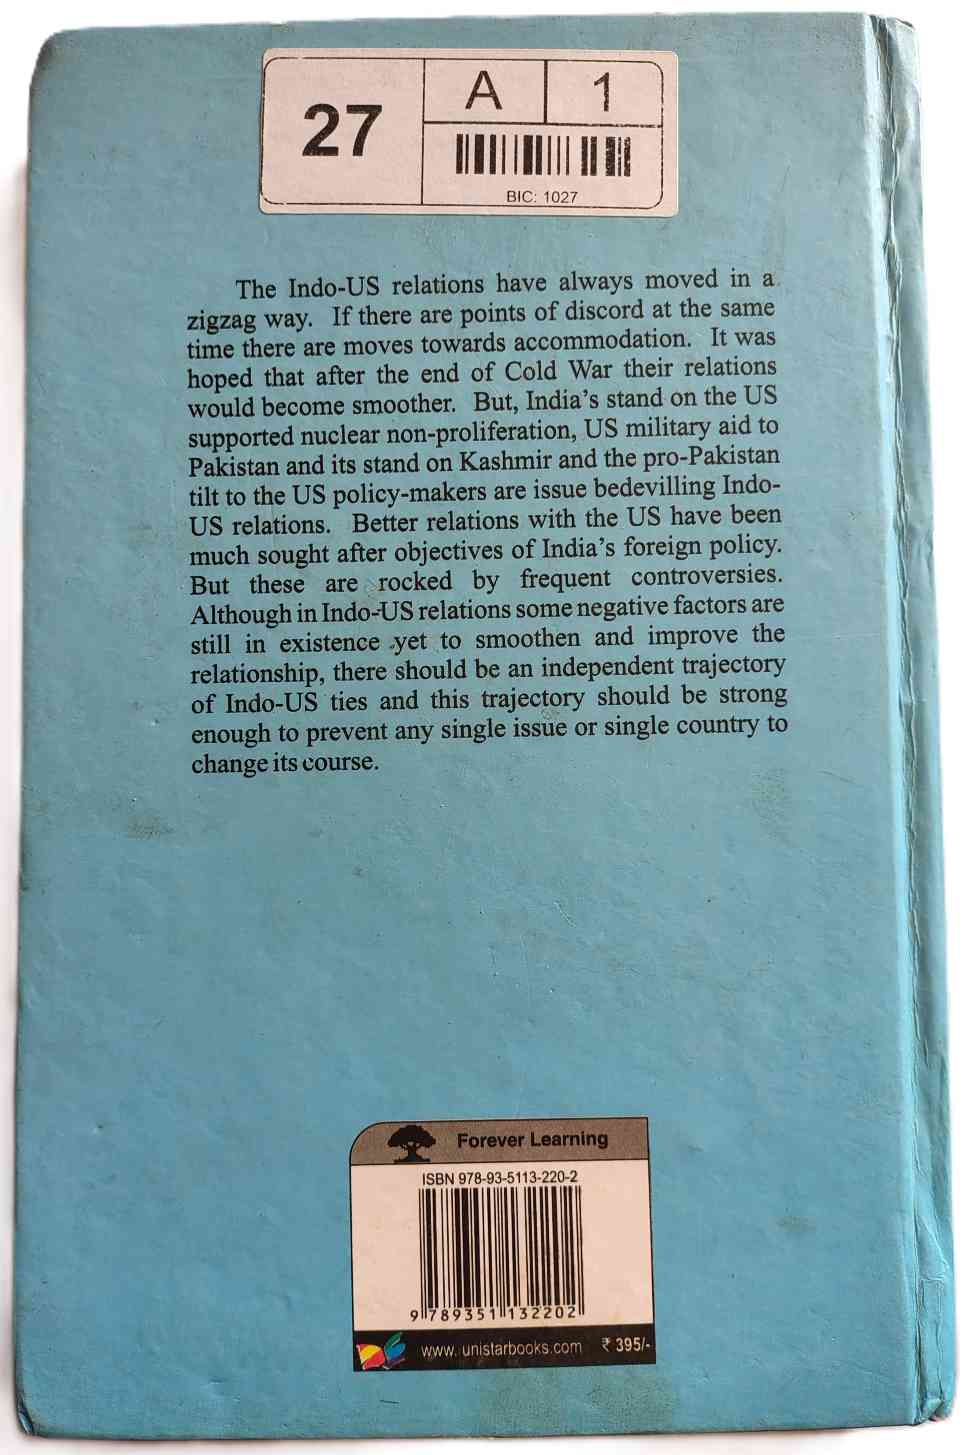 27
A
1
BIC: 1027
The Indo-US relations have always moved in a
zigzag way. If there are points of discord at the same
time there are moves towards accommodation. It was
hoped that after the end of Cold War their relations
would become smoother. But, India's stand on the US
supported nuclear non-proliferation, US military aid to
Pakistan and its stand on Kashmir and the pro-Pakistan
tilt to the US policy-makers are issue bedevilling Indo-
US relations. Better relations with the US have been
much sought after objectives of India's foreign policy.
But these are rocked by frequent controversies.
Although in Indo-US relations some negative factors are
still in existence yet to smoothen and improve the
relationship, there should be an independent trajectory
of Indo-US ties and this trajectory should be strong
enough to prevent any single issue or single country to
change its course.
Forever Learning
ISBN 978-93-5113-220-2
9 789351 132202
www.unistarbooks.com ₹ 395/-